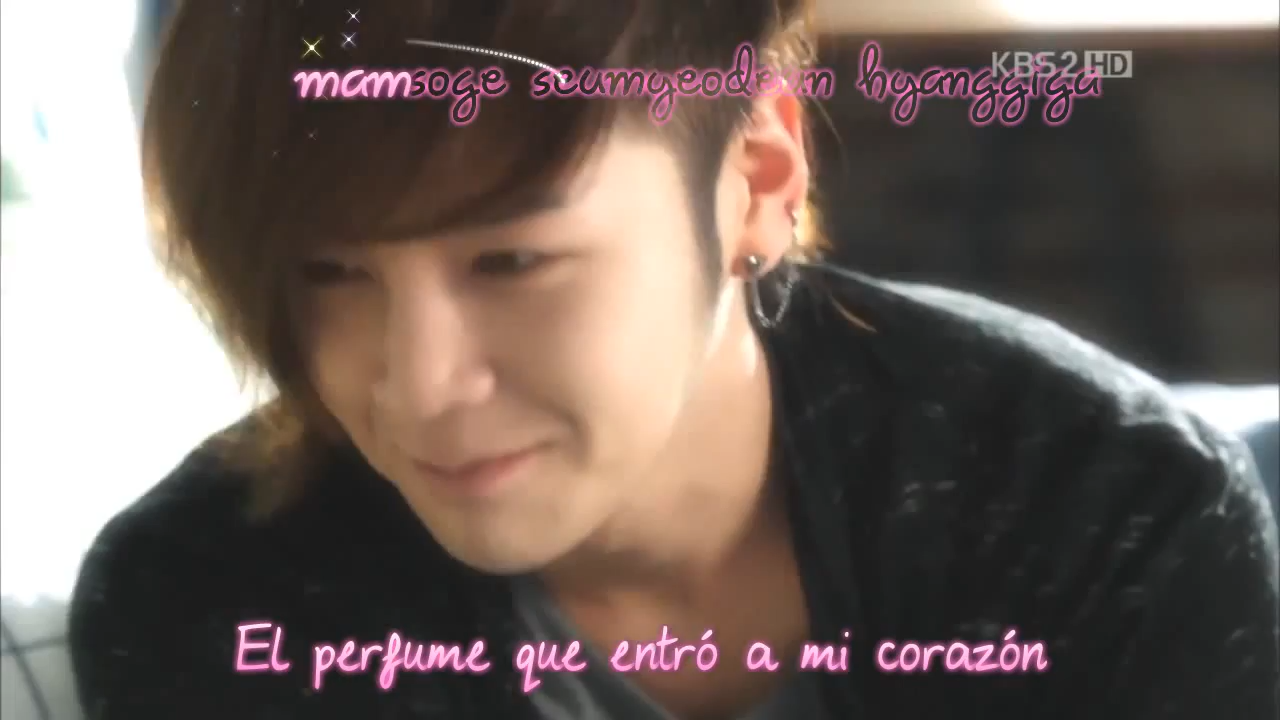 KBS2 HD
mamsoge seumyeodeun hyanggiga
El perfume que entró a mi corazón